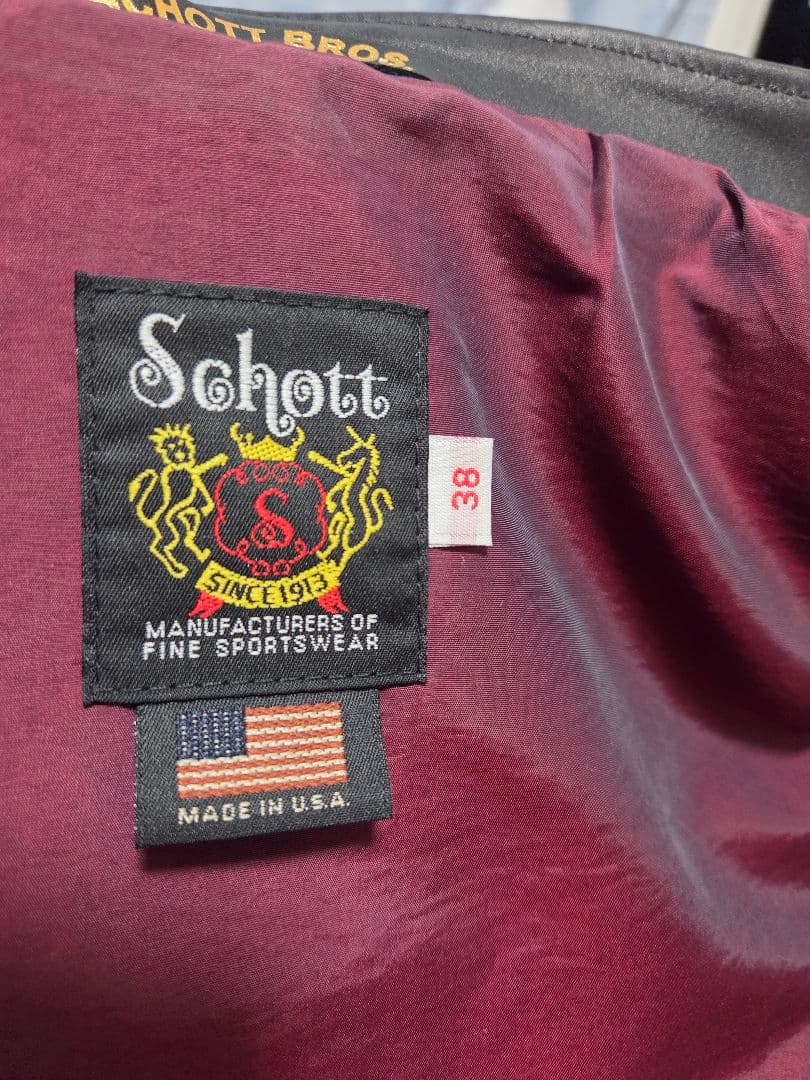 SCHOTT BROS.
Schott
S
SINCE 1913
MANUFACTURERS OF
FINE SPORTSWEAR
38
MADE IN U.S.A.